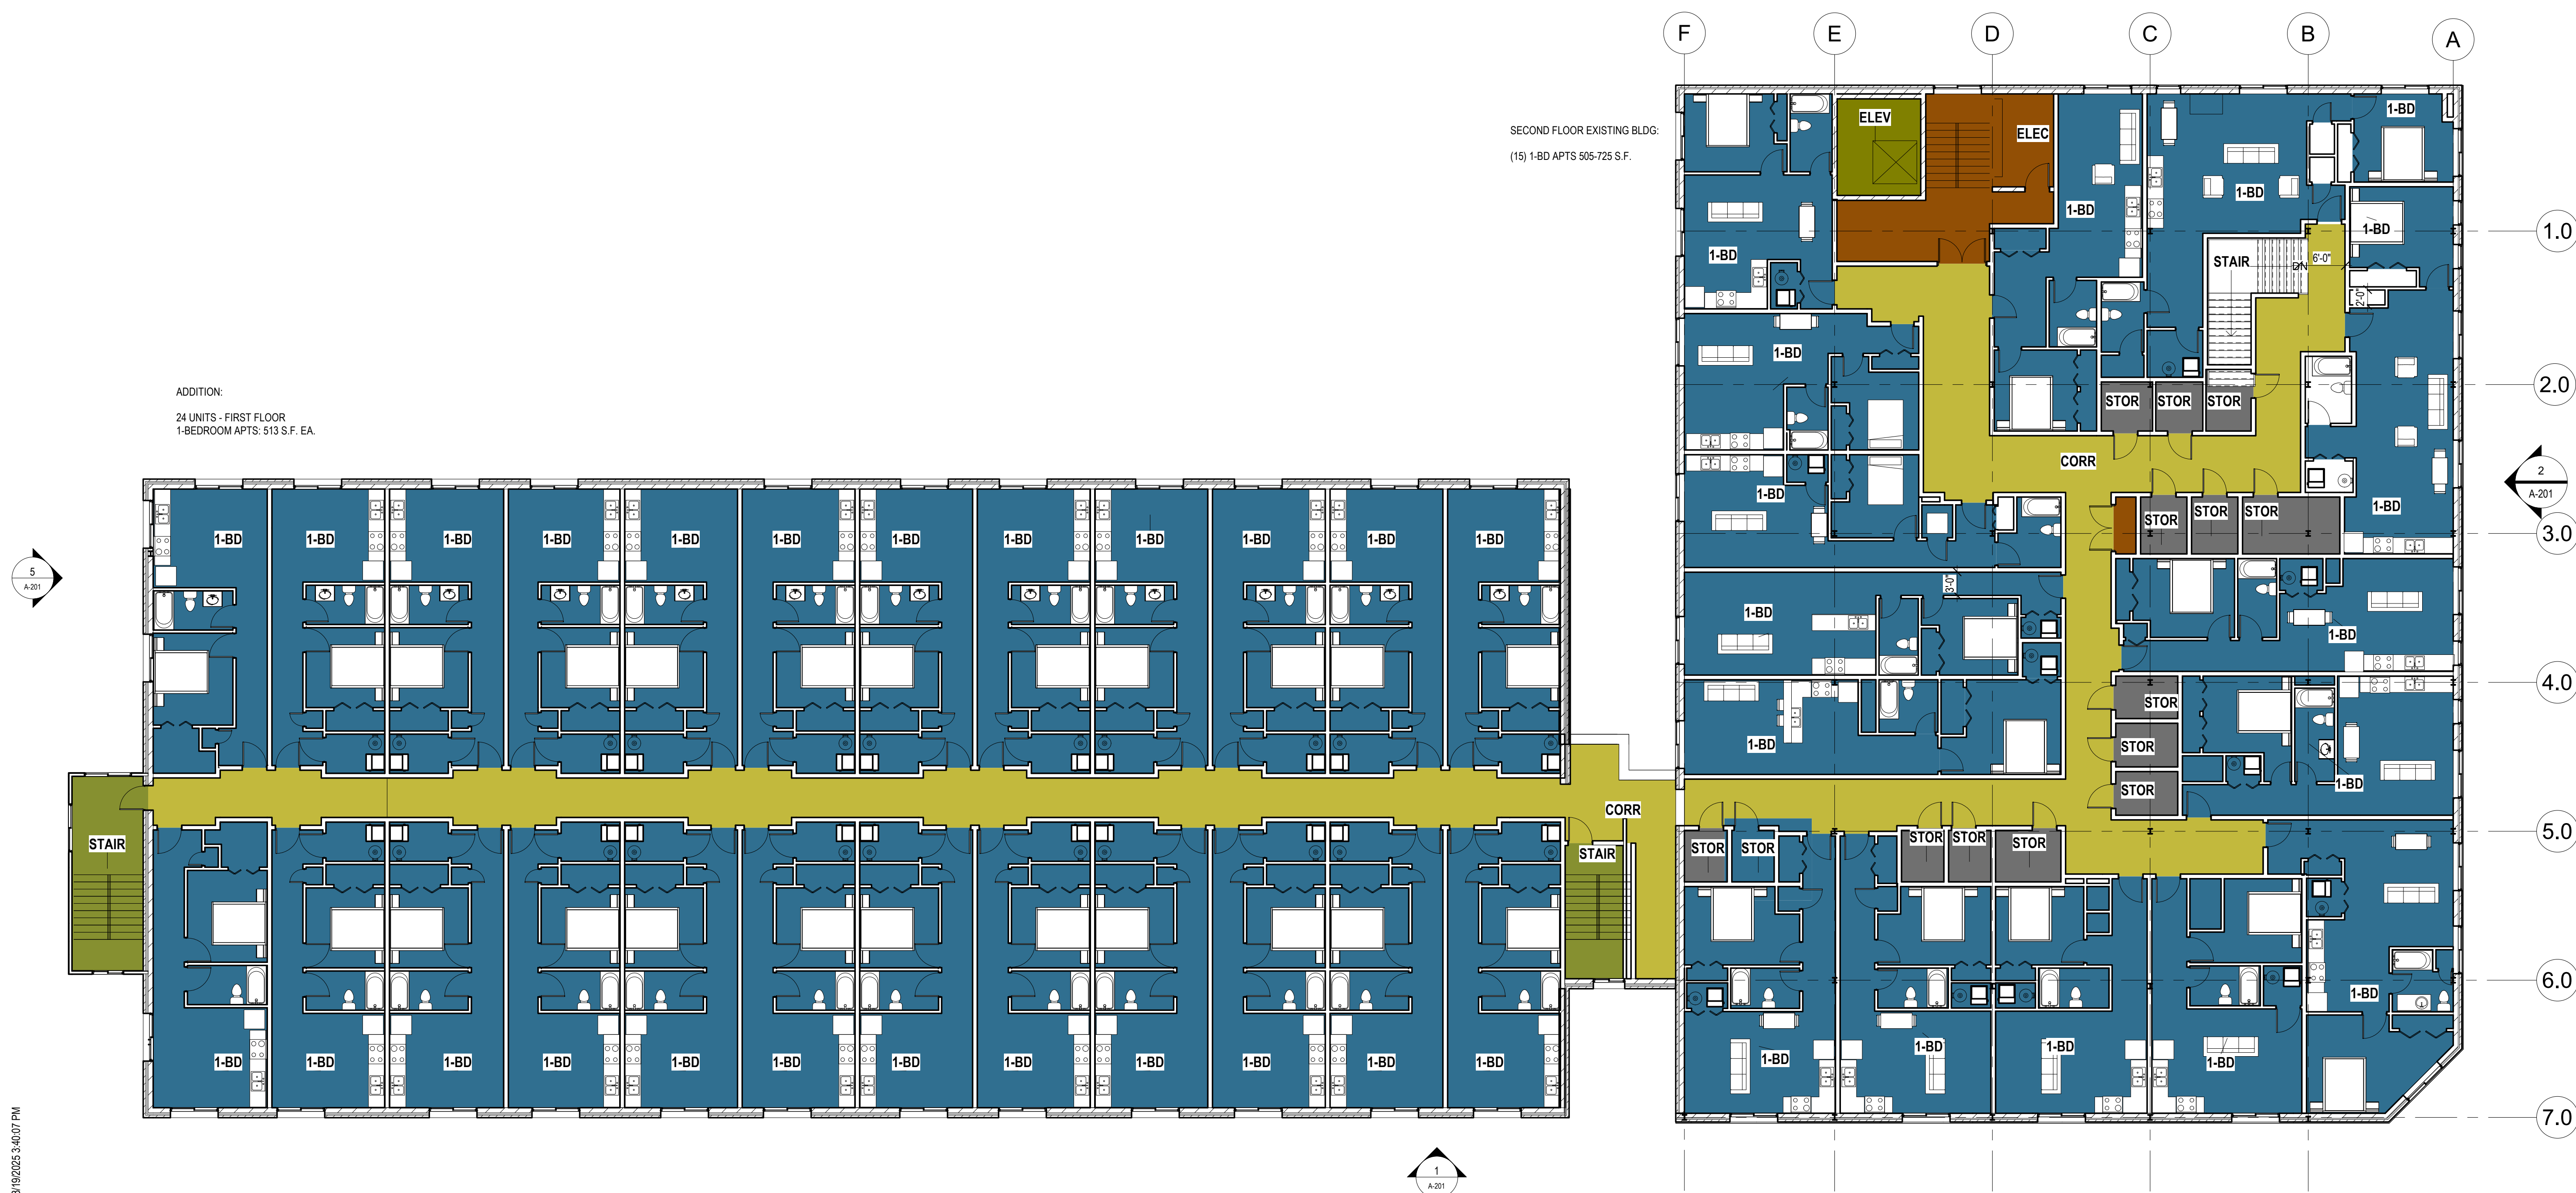 F E D C B A
SECOND FLOOR EXISTING BLDG:
(15) 1-BD APTS 505-725 S.F.
ELEV
ELEC
1-BD
1-BD
1-BD
1-BD
1-BD
1.0
STAIR
DN
6'-0"
2'-0"
1-BD
2.0
STOR STOR STOR
ADDITION:
24 UNITS - FIRST FLOOR
1-BEDROOM APTS: 513 S.F. EA.
CORR
2
A-201
1-BD
1-BD
STOR STOR STOR
3.0
1-BD 1-BD 1-BD 1-BD 1-BD 1-BD 1-BD 1-BD 1-BD 1-BD 1-BD 1-BD
5
A-201
3'-0"
1-BD
1-BD
4.0
STOR
1-BD
STOR
1-BD
STOR
CORR
5.0
STAIR
STAIR
STOR STOR STOR STOR STOR
6.0
1-BD
1-BD 1-BD 1-BD 1-BD
1-BD 1-BD 1-BD 1-BD 1-BD 1-BD 1-BD 1-BD 1-BD 1-BD 1-BD 1-BD
7.0
1
A-201
/19/2025 3:40:07 PM